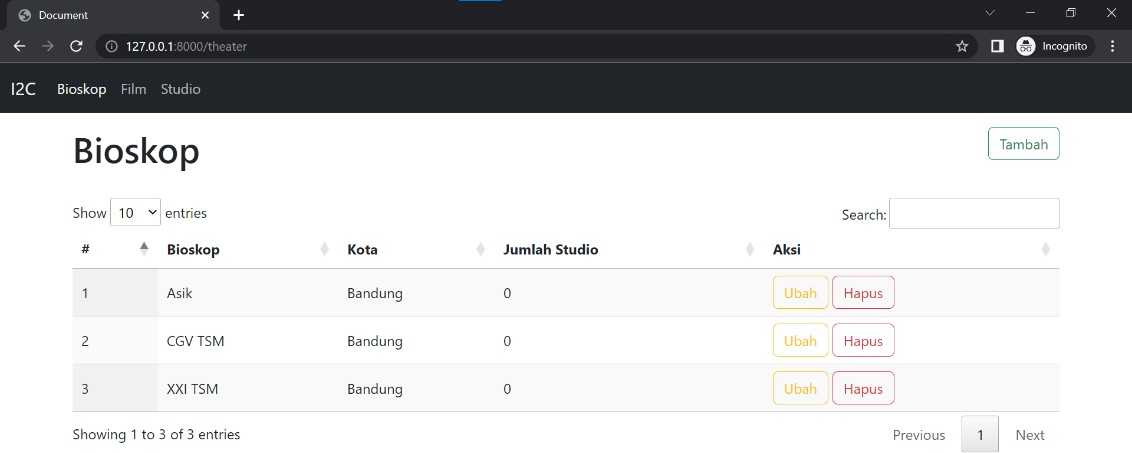 Document
127.0.0.1:8000/theater
Incognito
I2C Bioskop Film Studio
Bioskop
Tambah
Show 10 entries
Search:
# Bioskop Kota Jumlah Studio Aksi
1 Asik Bandung 0 Ubah Hapus
2 CGV TSM Bandung 0 Ubah Hapus
3 XXI TSM Bandung 0 Ubah Hapus
Showing 1 to 3 of 3 entries
Previous 1 Next